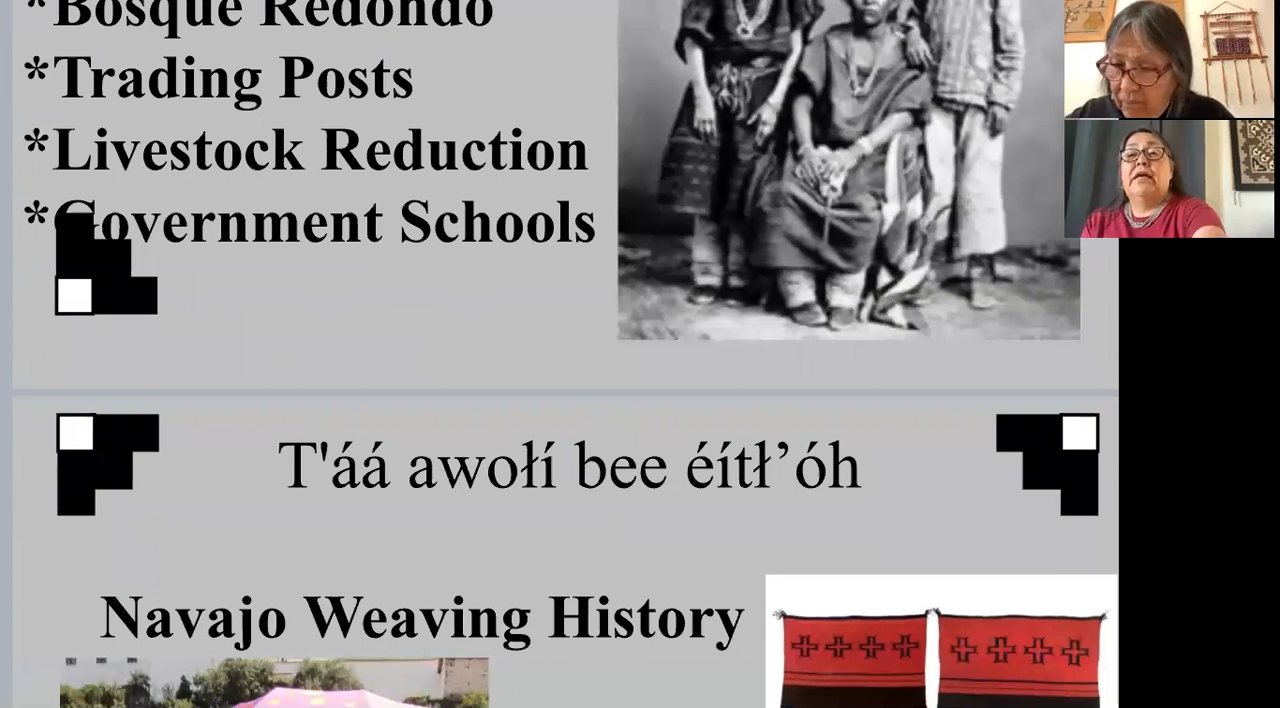 *Bosque Redondo
*Trading Posts
*Livestock Reduction
*Government Schools
T'áá awołí bee éítł’óh
Navajo Weaving History